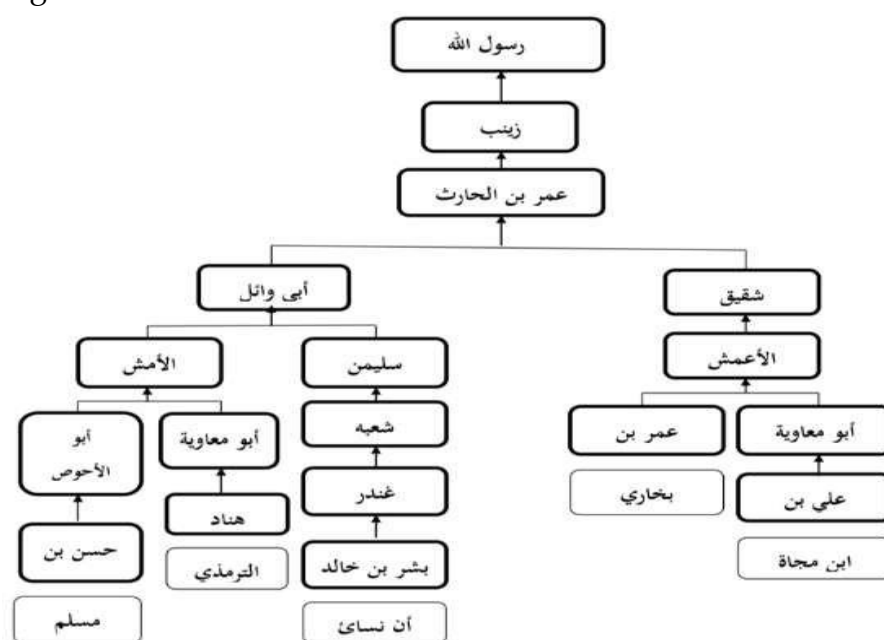 رسول الله
زينب
عمر بن الحارث
أبى وائل
شقيق
الأمش
سليمن
الأعمش
أبو
الأحوص
أبو معاوية
شعبه
عمر بن
أبو معاوية
حسن بن
هناد
غندر
بخاري
علي بن
مسلم
الترمذي
بشر بن خالد
ابن مجاة
أن نسائ